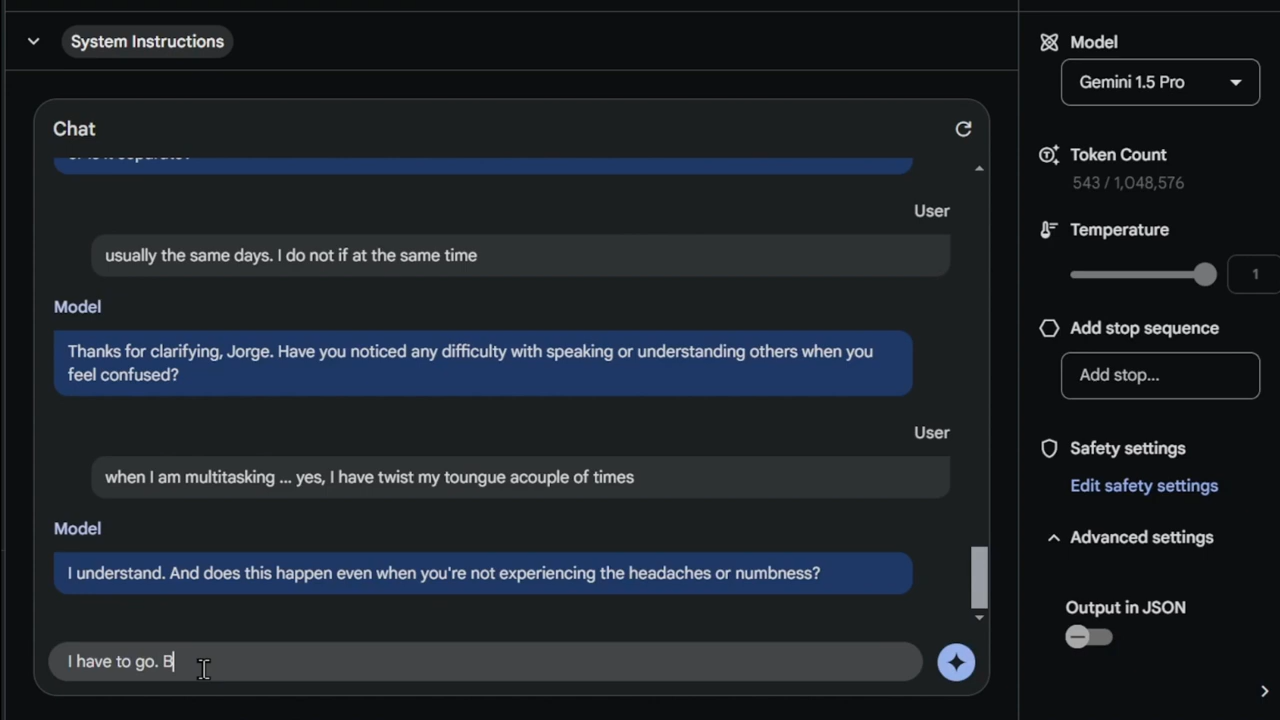 System Instructions
Chat
User
usually the same days. I do not if at the same time
Model
Thanks for clarifying, Jorge. Have you noticed any difficulty with speaking or understanding others when you
feel confused?
User
when I am multitasking ... yes, I have twist my toungue acouple of times
Model
I understand. And does this happen even when you're not experiencing the headaches or numbness?
I have to go. B
Model
Gemini 1.5 Pro
Token Count
543 / 1,048,576
Temperature
1
Add stop sequence
Add stop...
Safety settings
Edit safety settings
Advanced settings
Output in JSON